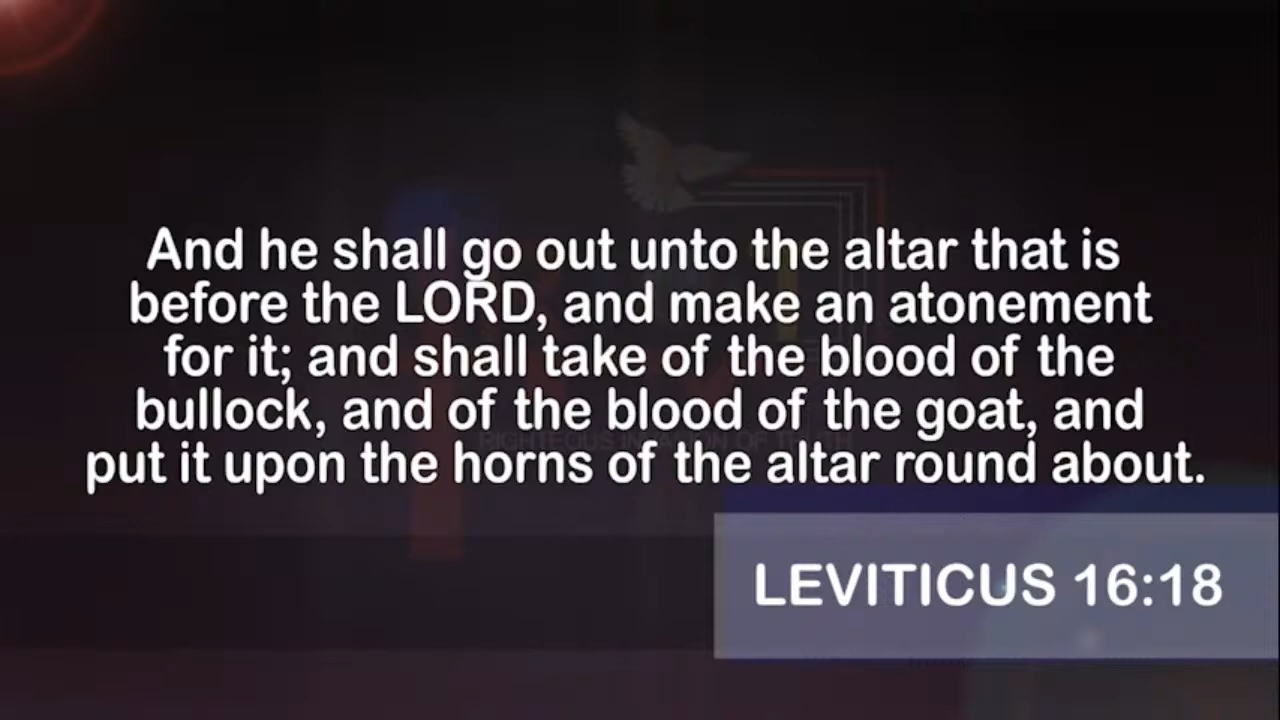 And he shall go out unto the altar that is
before the LORD, and make an atonement
for it; and shall take of the blood of the
bullock, and of the blood of the goat, and
put it upon the horns of the altar round about.
LEVITICUS 16:18